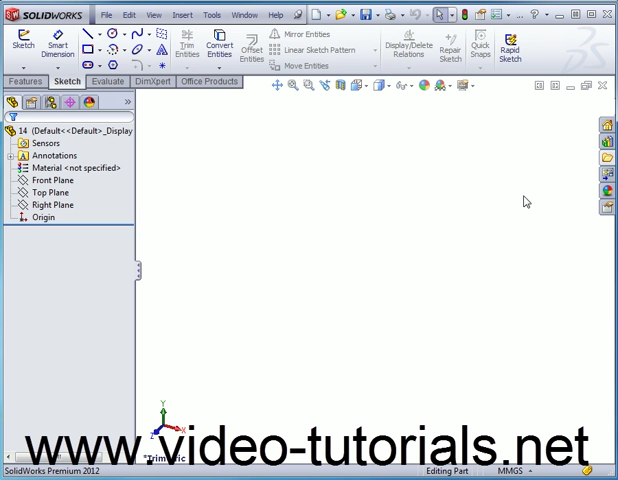 SOLIDWORKS File Edit View Insert Tools Window Help
Sketch Smart Dimension Trim Entities Convert Entities Offset Entities Mirror Entities Linear Sketch Pattern Move Entities Display/Delete Relations Repair Sketch Quick Snaps Rapid Sketch
Features Sketch Evaluate DimXpert Office Products
14 (Default<<Default>_Display
Sensors
Annotations
Material <not specified>
Front Plane
Top Plane
Right Plane
Origin
Y
X
Z
www.video-tutorials.net
SolidWorks Premium 2012 Editing Part MMGS